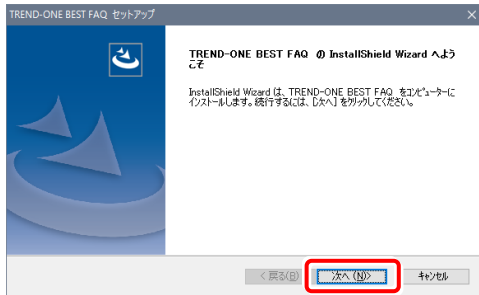 TREND-ONE BEST FAQ セットアップ
TREND-ONE BEST FAQ の InstallShield Wizard へよう
こそ
InstallShield Wizard は、TREND-ONE BEST FAQ をコンピューターに
インストールします。続行するには、[次へ] をクリックしてください。
< 戻る(B)
次へ (N)>
キャンセル